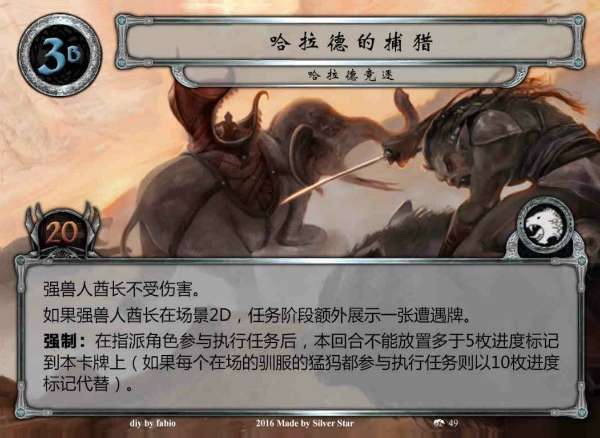 3B
哈拉德的捕猎
哈拉德竞逐
20
强兽人酋长不受伤害。
如果强兽人酋长在场景2D，任务阶段额外展示一张遭遇牌。
强制：在指派角色参与执行任务后，本回合不能放置多于5枚进度标记
到本卡牌上（如果每个在场的驯服的猛犸都参与执行任务则以10枚进度
标记代替）。
diy by fabio 2016 Made by Silver Star 49